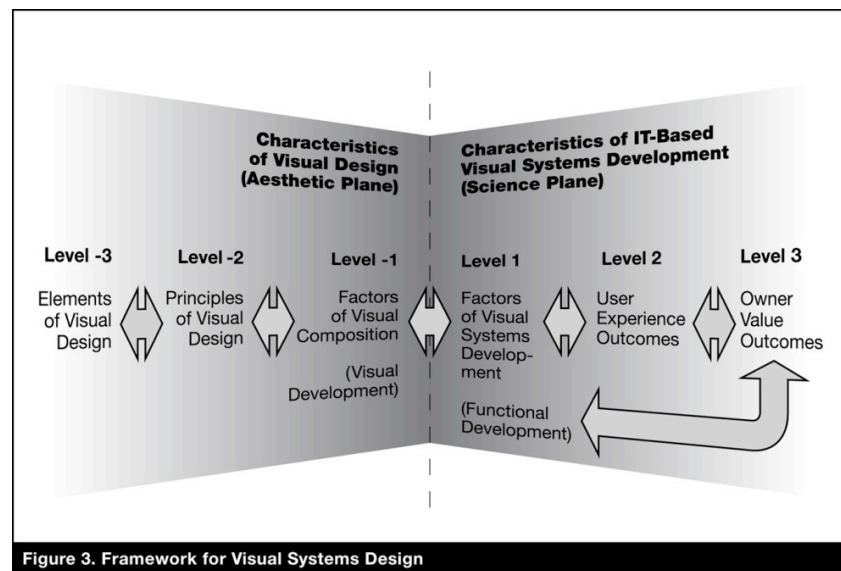 Characteristics
of Visual Design
(Aesthetic Plane)
Characteristics of IT-Based
Visual Systems Development
(Science Plane)
Level -3
Elements
of Visual
Design
Level -2
Principles
of Visual
Design
Level -1
Factors
of Visual
Composition
(Visual
Development)
Level 1
Factors
of Visual
Systems
Develop-
ment
(Functional
Development)
Level 2
User
Experience
Outcomes
Level 3
Owner
Value
Outcomes
Figure 3. Framework for Visual Systems Design